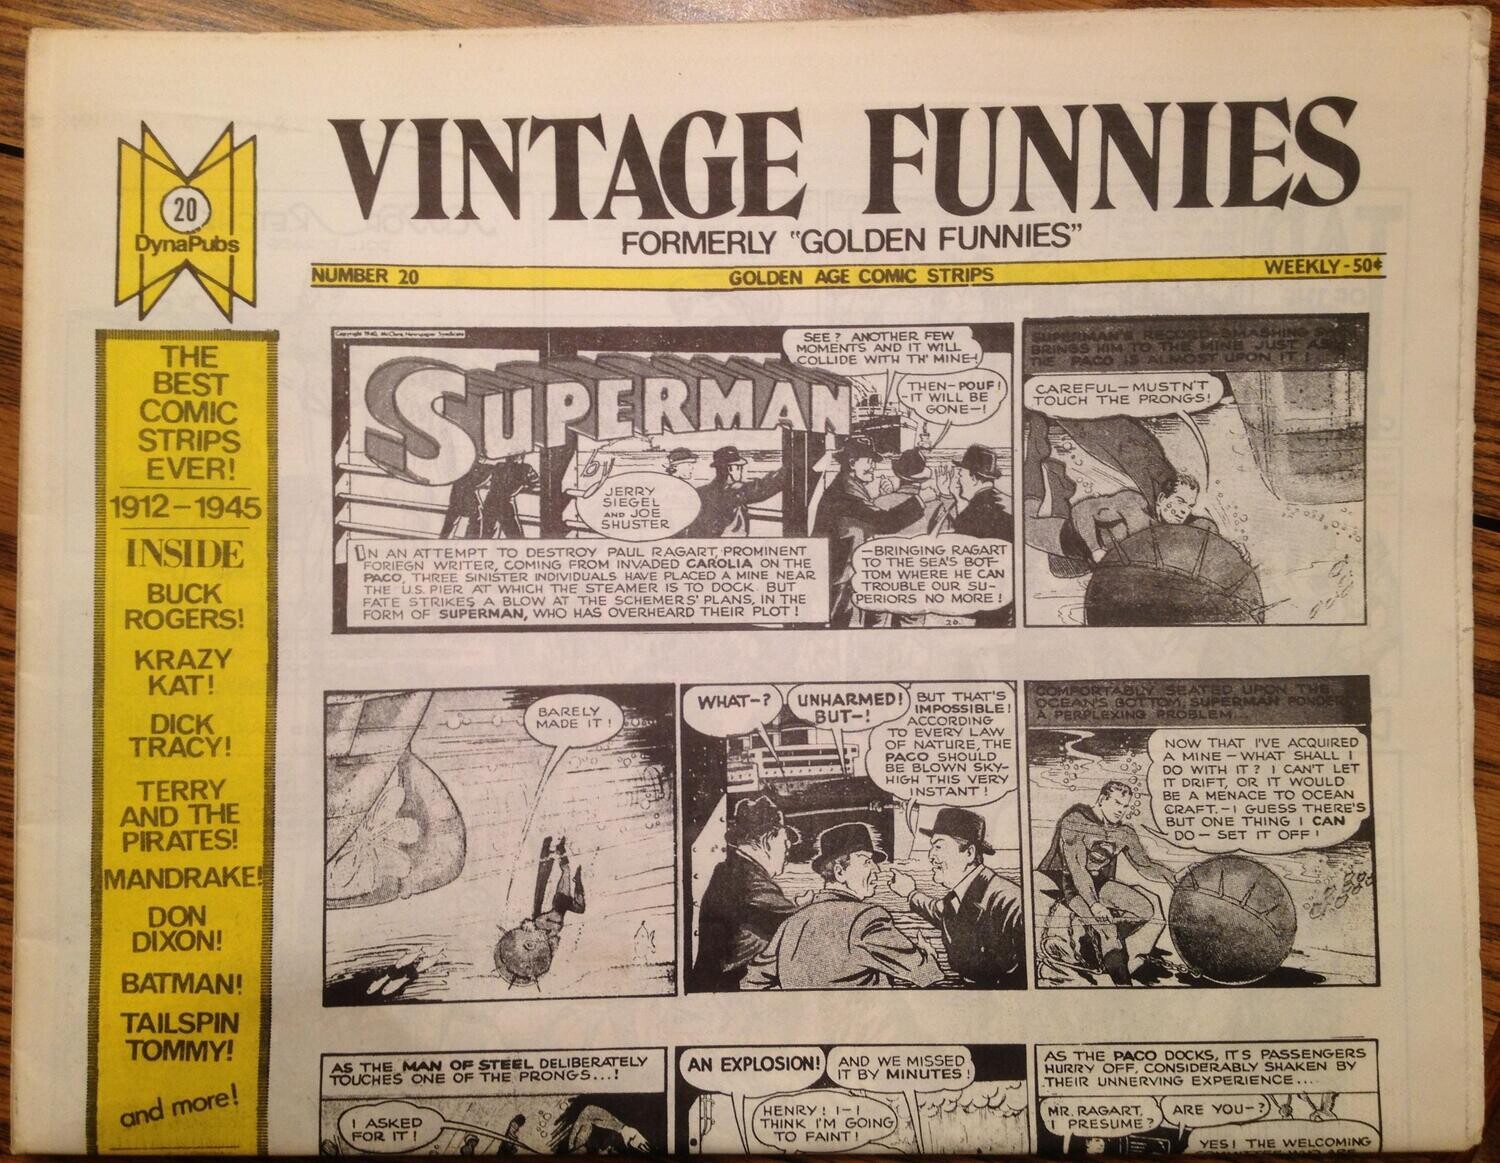 VINTAGE FUNNIES
FORMERLY "GOLDEN FUNNIES"
NUMBER 20
GOLDEN AGE COMIC STRIPS
WEEKLY-50¢
20
DynaPubs
THE
BEST
COMIC
STRIPS
EVER!
1912-1945
INSIDE
BUCK
ROGERS!
KRAZY
KAT!
DICK
TRACY!
TERRY
AND THE
PIRATES!
MANDRAKE!
DON
DIXON!
BATMAN!
TAILSPIN
TOMMY!
and more!
Copyright 1940, McClure Newspaper Syndicate
SUPERMAN
by
JERRY
SIEGEL
AND JOE
SHUSTER
SEE? ANOTHER FEW
MOMENTS AND IT WILL
COLLIDE WITH TH' MINE-!
THEN-POUF!
IT WILL BE
GONE-!
IN AN ATTEMPT TO DESTROY PAUL RAGART, PROMINENT
FORIEGN WRITER, COMING FROM INVADED CAROLIA ON THE
PACO, THREE SINISTER INDIVIDUALS HAVE PLACED A MINE NEAR
THE U.S. PIER AT WHICH THE STEAMER IS TO DOCK. BUT
FATE STRIKES A BLOW AT THE SCHEMERS' PLANS, IN THE
FORM OF SUPERMAN, WHO HAS OVERHEARD THEIR PLOT!
-BRINGING RAGART
TO THE SEA'S BOT-
TOM WHERE HE CAN
TROUBLE OUR SU-
PERIORS NO MORE!
20
SUPERMAN'S RECORD-SMASHING
BRINGS HIM TO THE MINE JUST AS
THE PACO IS ALMOST UPON IT!
CAREFUL-MUSTN'T
TOUCH THE PRONGS!
BARELY
MADE IT!
WHAT-?
UNHARMED!
BUT-!
BUT THAT'S
IMPOSSIBLE!
ACCORDING
TO EVERY LAW
OF NATURE, THE
PACO SHOULD
BE BLOWN SKY-
HIGH THIS VERY
INSTANT!
COMFORTABLY SEATED UPON THE
OCEAN'S BOTTOM, SUPERMAN PONDERS
A PERPLEXING PROBLEM..
NOW THAT I'VE ACQUIRED
A MINE-WHAT SHALL I
DO WITH IT? I CAN'T LET
IT DRIFT, OR IT WOULD
BE A MENACE TO OCEAN
CRAFT.-I GUESS THERE'S
BUT ONE THING I CAN
DO-SET IT OFF!
AS THE MAN OF STEEL DELIBERATELY
TOUCHES ONE OF THE PRONGS...!
I ASKED
FOR IT!
AN EXPLOSION!
AND WE MISSED
IT BY MINUTES!
HENRY! I-I
THINK I'M GOING
TO FAINT!
AS THE PACO DOCKS, ITS PASSENGERS
HURRY OFF, CONSIDERABLY SHAKEN BY
THEIR UNNERVING EXPERIENCE....
MR. RAGART,
I PRESUME?
ARE YOU-?
YES! THE WELCOMING